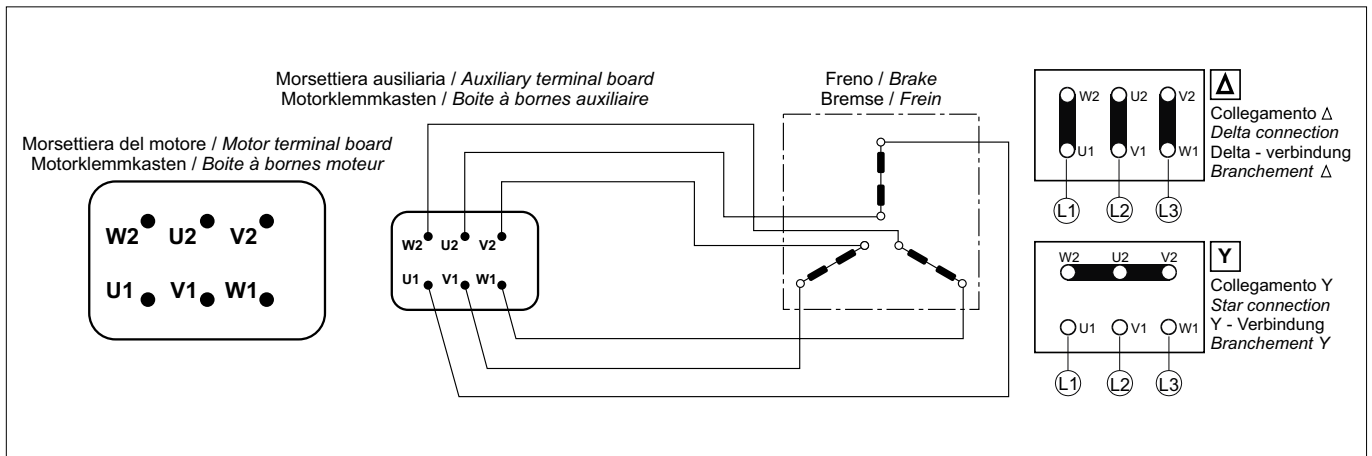 Morsettiera ausiliaria / Auxiliary terminal board
Motorklemmkasten / Boite à bornes auxiliaire
Freno / Brake
Bremse / Frein
Morsettiera del motore / Motor terminal board
Motorklemmkasten / Boite à bornes moteur
W2 U2 V2
U1 V1 W1
W2 U2 V2
U1 V1 W1
W2 U2 V2
U1 V1 W1
L1 L2 L3
Δ
Collegamento Δ
Delta connection
Delta - verbindung
Branchement Δ
W2 U2 V2
U1 V1 W1
L1 L2 L3
Y
Collegamento Y
Star connection
Y - Verbindung
Branchement Y